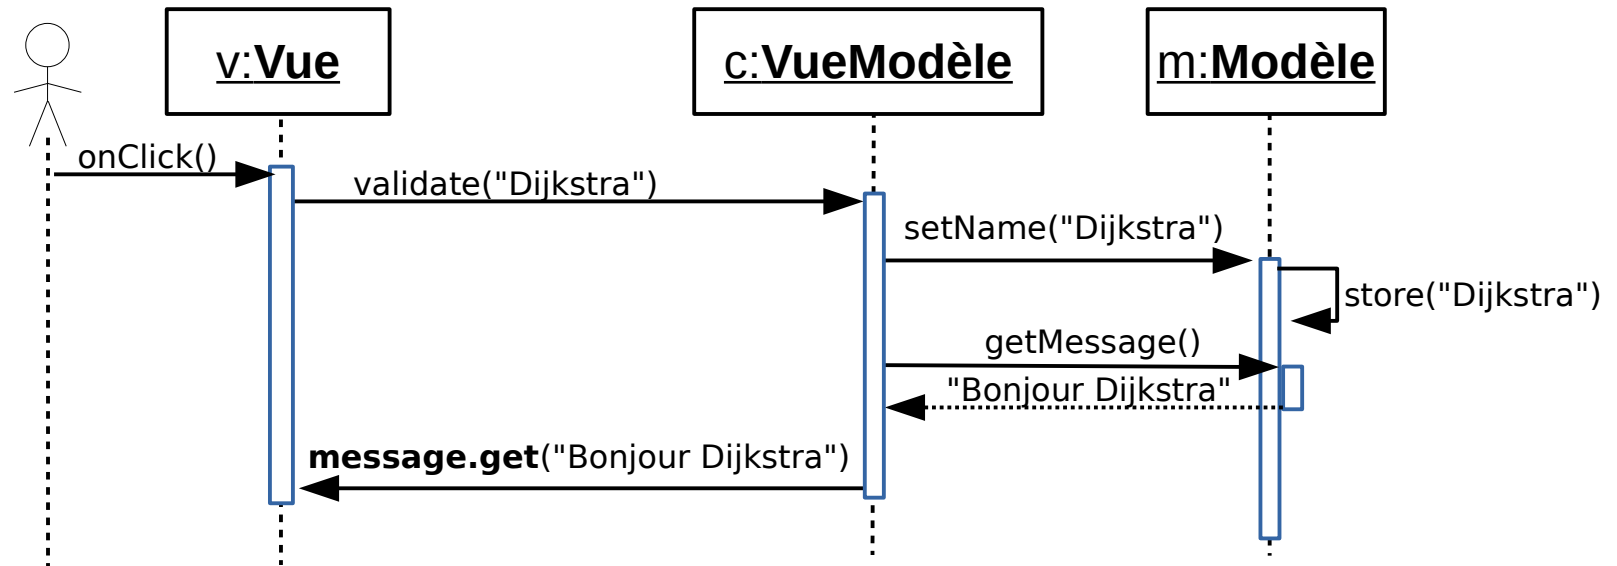 v:Vue
c:VueModèle
m:Modèle
onClick()
validate("Dijkstra")
setName("Dijkstra")
store("Dijkstra")
getMessage()
"Bonjour Dijkstra"
message.get("Bonjour Dijkstra")